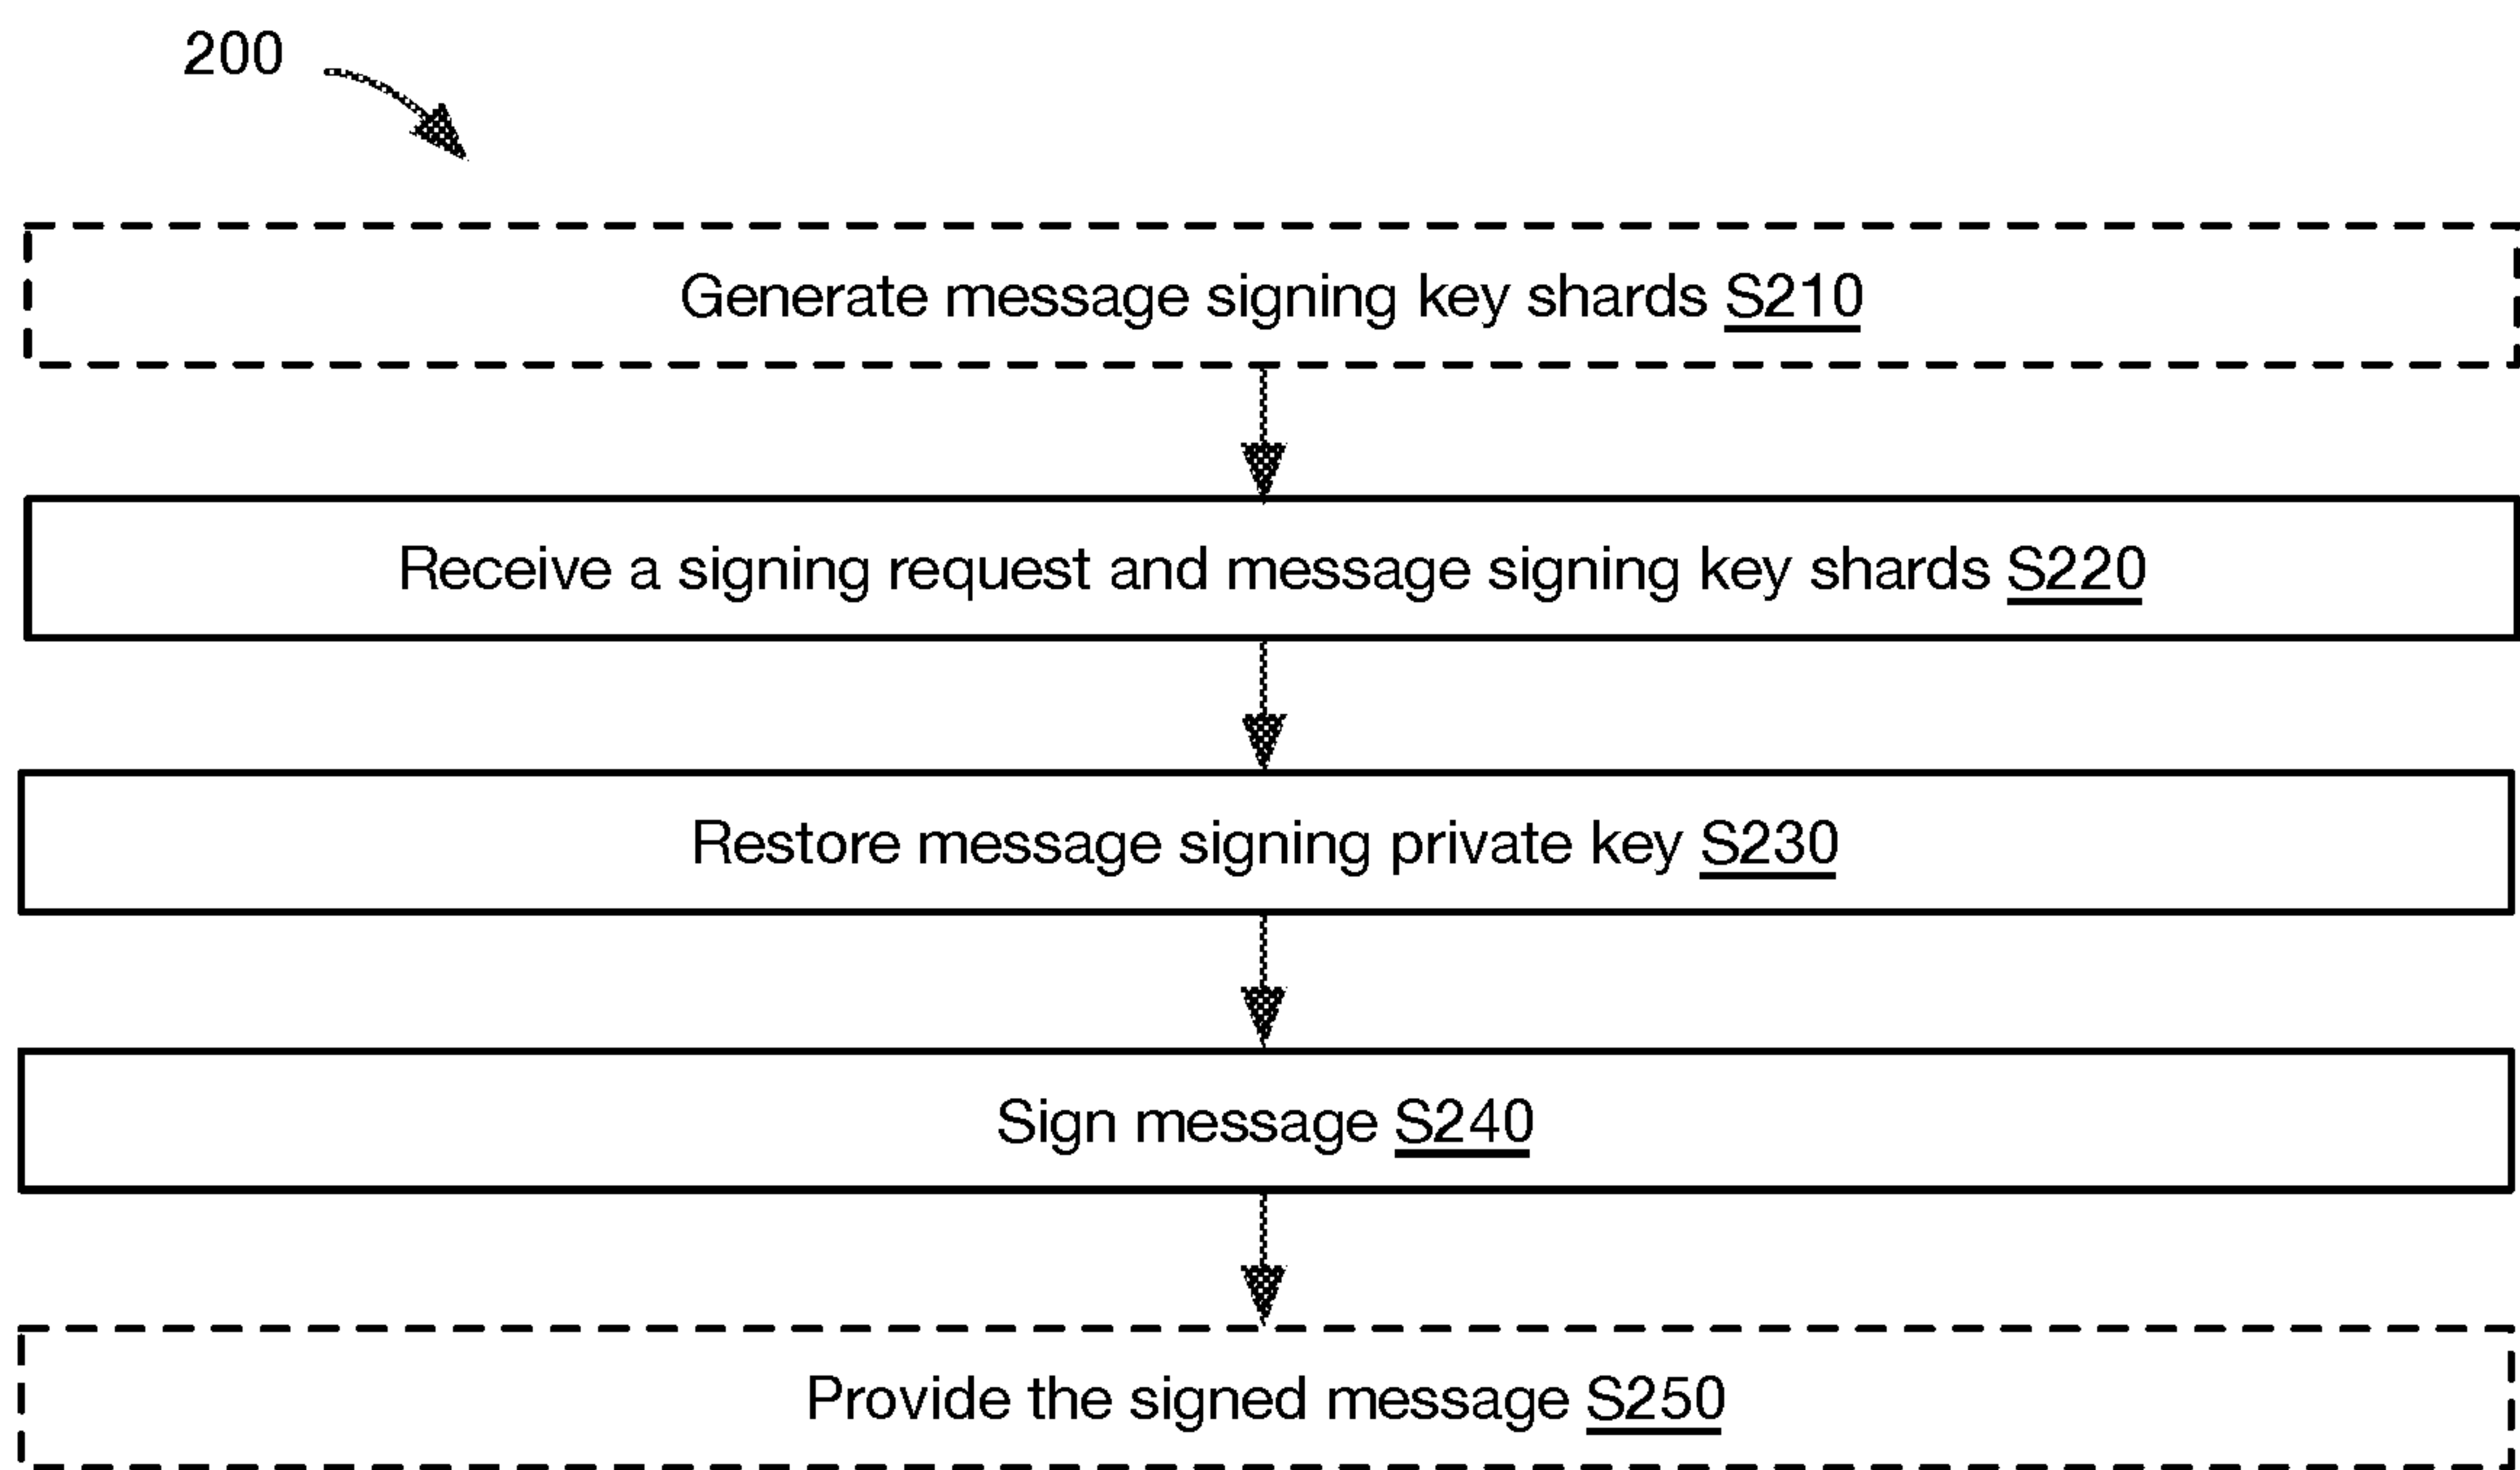 200
Generate message signing key shards S210
Receive a signing request and message signing key shards S220
Restore message signing private key S230
Sign message S240
Provide the signed message S250